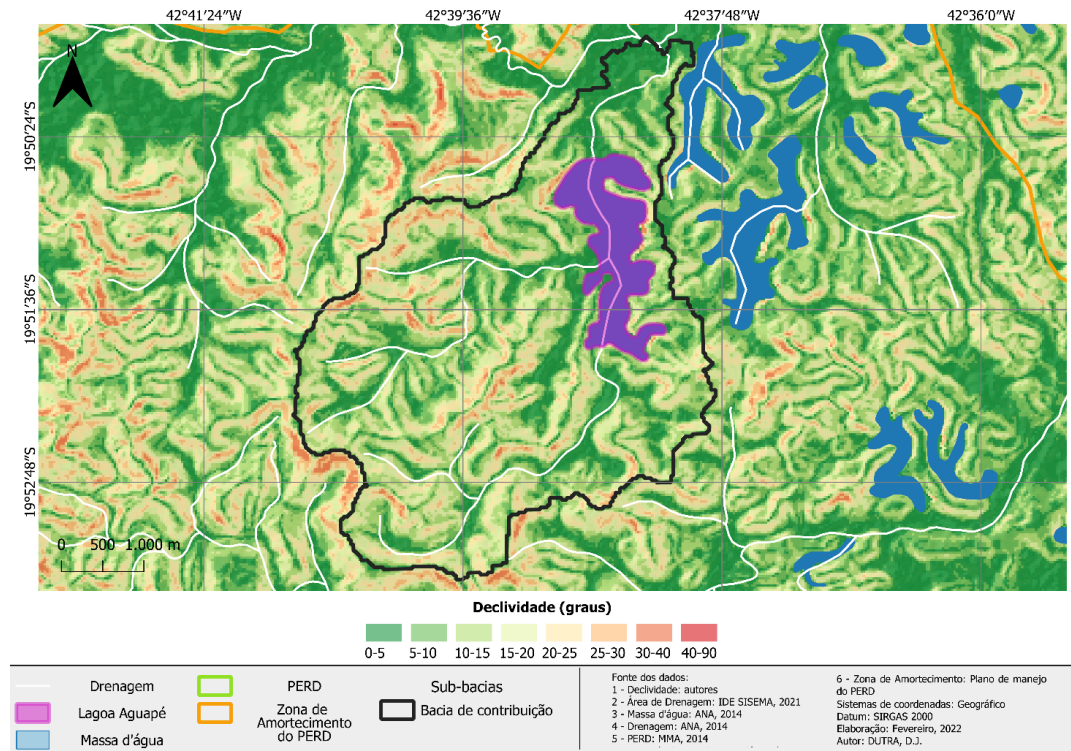 42°41′24″W 42°39′36″W 42°37′48″W 42°36′0″W
N
19°50′24″S
19°51′36″S
19°52′48″S
0 500 1.000 m
Declividade (graus)
0-5 5-10 10-15 15-20 20-25 25-30 30-40 40-90
Drenagem
Lagoa Aguapé
Massa d'água
PERD
Zona de
Amortecimento
do PERD
Sub-bacias
Bacia de contribuição
Fonte dos dados:
1 - Declividade: autores
2 - Área de Drenagem: IDE SISEMA, 2021
3 - Massa d'água: ANA, 2014
4 - Drenagem: ANA, 2014
5 - PERD: MMA, 2014
6 - Zona de Amortecimento: Plano de manejo
do PERD
Sistemas de coordenadas: Geográfico
Datum: SIRGAS 2000
Elaboração: Fevereiro, 2022
Autor: DUTRA, D.J.